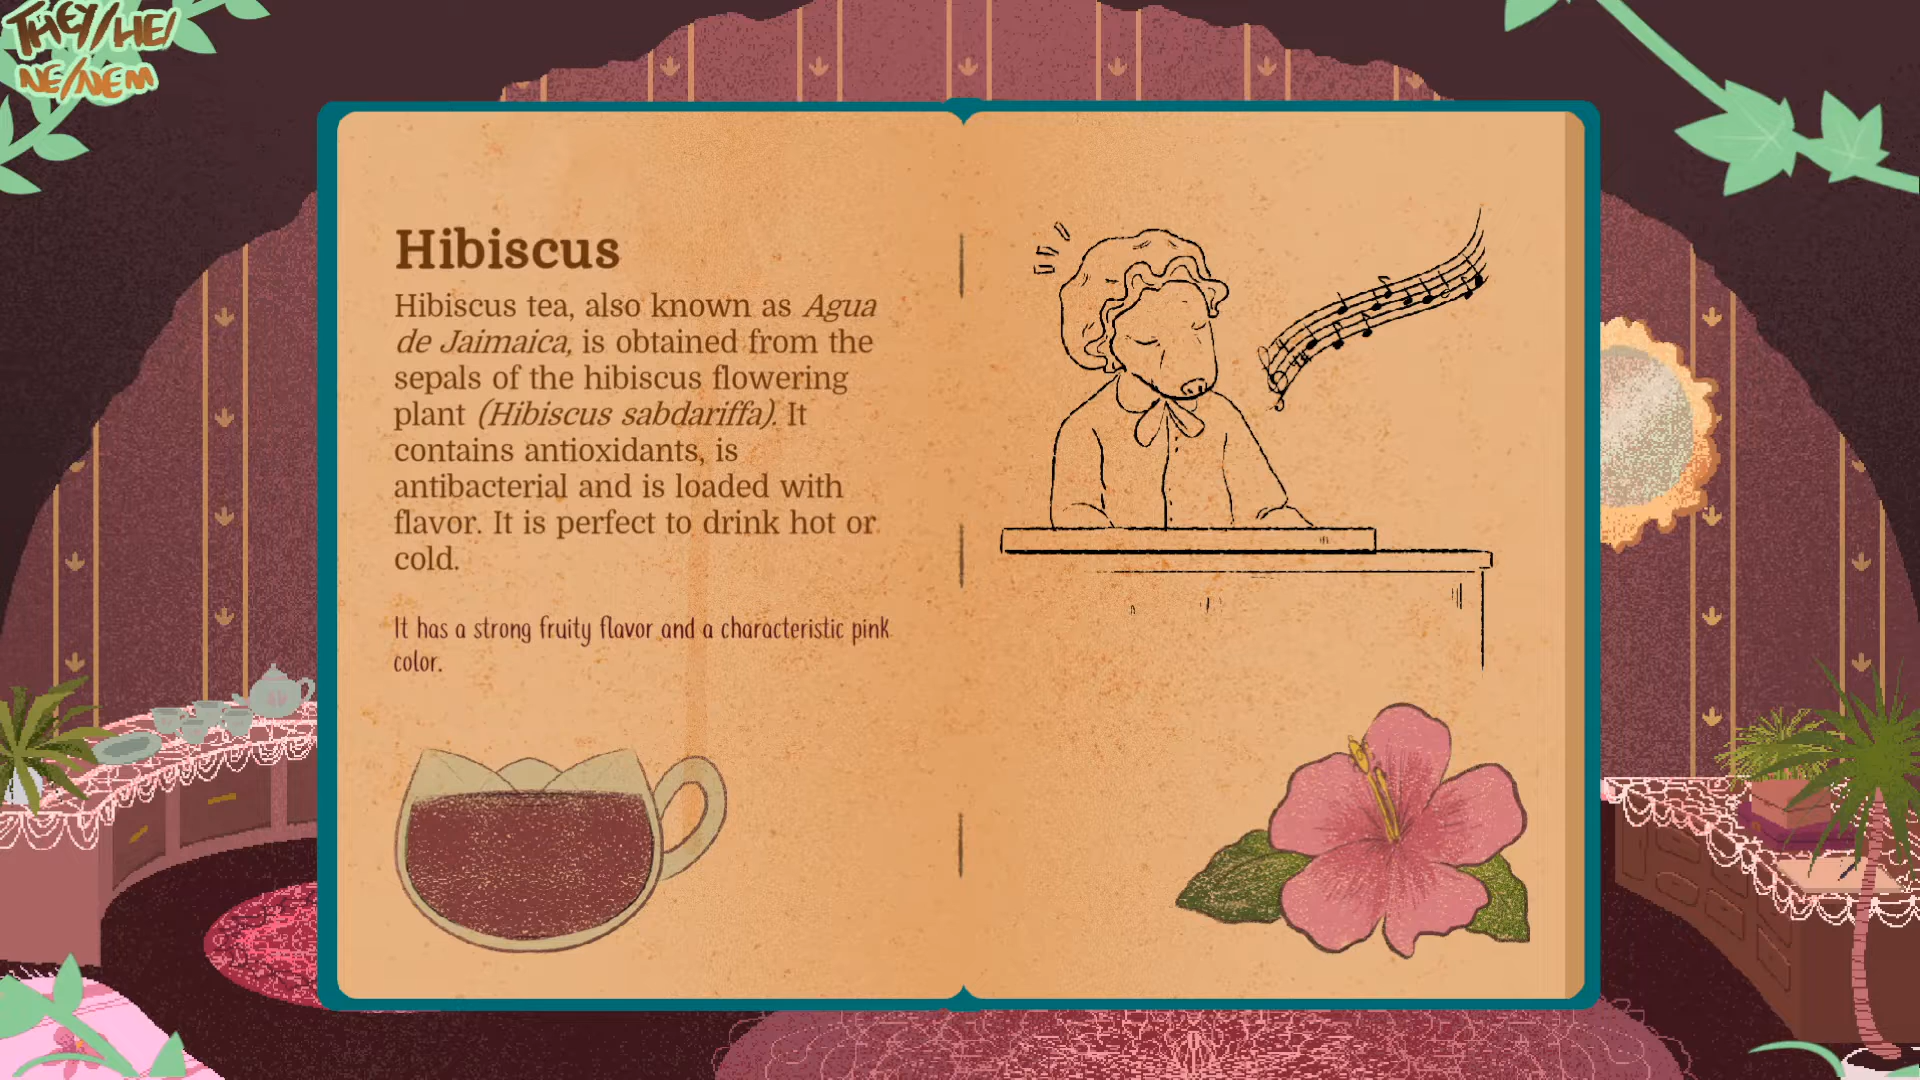 THEY/HE/
NE/NEM
Hibiscus
Hibiscus tea, also known as Agua
de Jaimaica, is obtained from the
sepals of the hibiscus flowering
plant (Hibiscus sabdariffa). It
contains antioxidants, is
antibacterial and is loaded with
flavor. It is perfect to drink hot or
cold.
It has a strong fruity flavor and a characteristic pink
color.